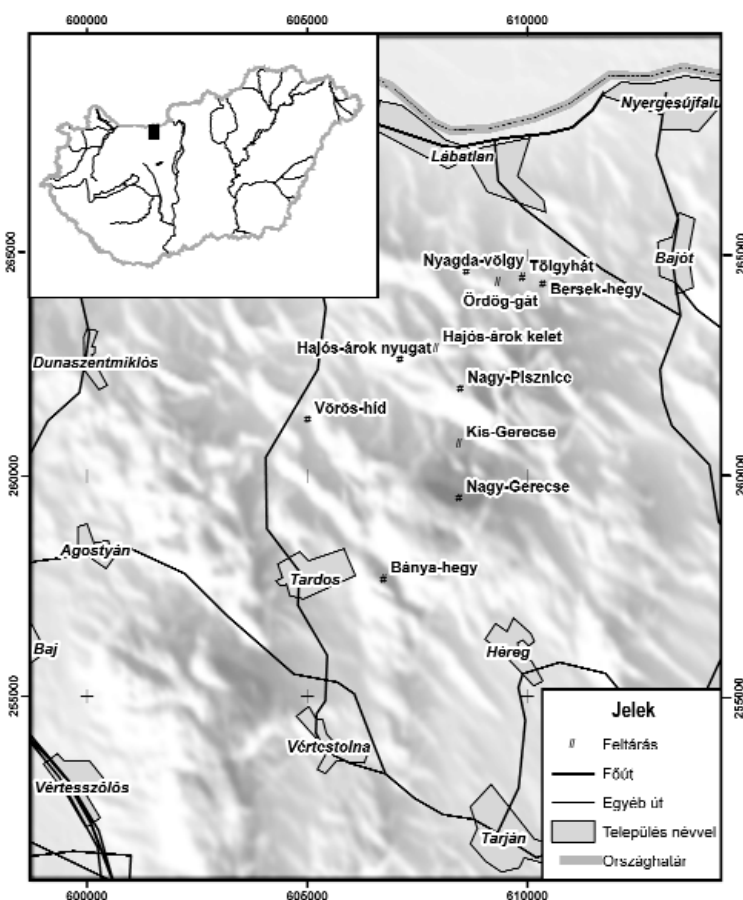 600000
605000
610000
Nyergesújfalu
Lábatlan
265000
265000
Bajót
Nyagda-völgy
Tölgyhát
Ördög-gát
Bersek-hegy
Hajós-árok kelet
Hajós-árok nyugat
Dunaszentmiklós
Nagy-Pisznice
Vörös-híd
Kis-Gerecse
260000
260000
Nagy-Gerecse
Agostyán
Bánya-hegy
Tardos
Baj
Héreg
255000
255000
Jelek
Feltárás
Főút
Egyéb út
Település névvel
Országhatár
Vértestolna
Vértesszőlős
Tarján
600000
605000
610000